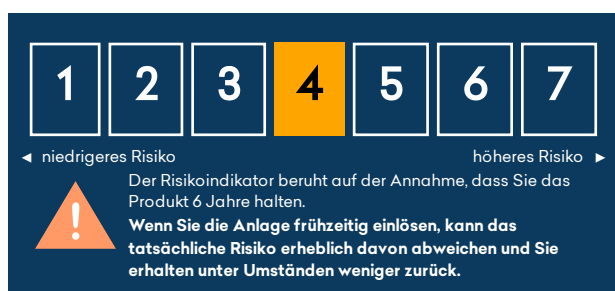 1 2 3 4 5 6 7
◄ niedrigeres Risiko höheres Risiko ►
Der Risikoindikator beruht auf der Annahme, dass Sie das
Produkt 6 Jahre halten.
! Wenn Sie die Anlage frühzeitig einlösen, kann das
tatsächliche Risiko erheblich davon abweichen und Sie
erhalten unter Umständen weniger zurück.